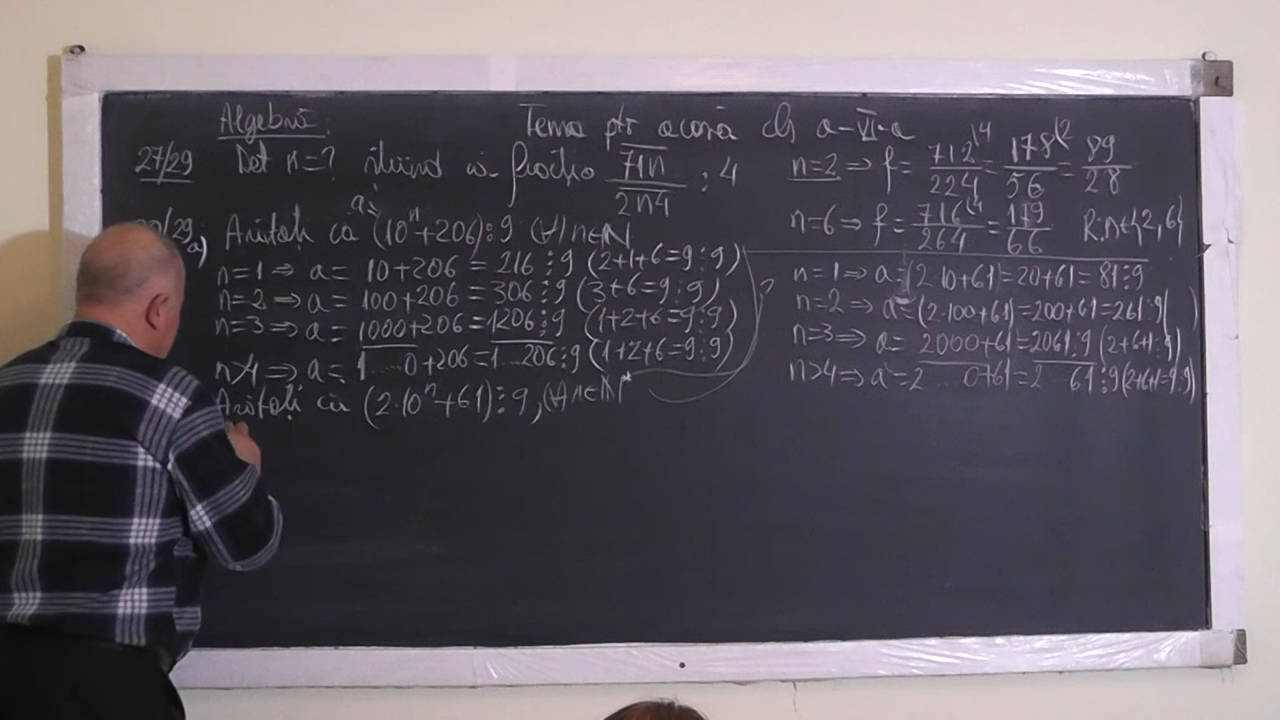 Algebră. Temă ptr acasă cls a-VI-a
27/29 Det n=? știind că fracția 71n/2n4 ⋮ 4
n=2 ⇒ f= 712/224 (4 = 178/56 (2 = 89/28
n=6 ⇒ f= 716/264 (4 = 179/66 R: n∈{2,6}
/29 a) Arătați că (10ⁿ+206)⋮9 (∀)n∈N
n=1 ⇒ a= 10+206 = 216⋮9 (2+1+6=9⋮9)
n=2 ⇒ a= 100+206 = 306⋮9 (3+6=9⋮9)
n=3 ⇒ a= 1000+206 = 1206⋮9 (1+2+6=9⋮9)
n>4 ⇒ a= 1...0+206=1...206⋮9 (1+2+6=9⋮9)
Arătați că (2·10ⁿ+61)⋮9, (∀)n∈N*
n=1 ⇒ a=(2·10+61)=20+61=81⋮9
n=2 ⇒ a=(2·100+61)=200+61=261⋮9
n=3 ⇒ a= 2000+61=2061⋮9 (2+6+1⋮9)
n>4 ⇒ a=2 0+61=2 61⋮9 (2+6+1=9⋮9)